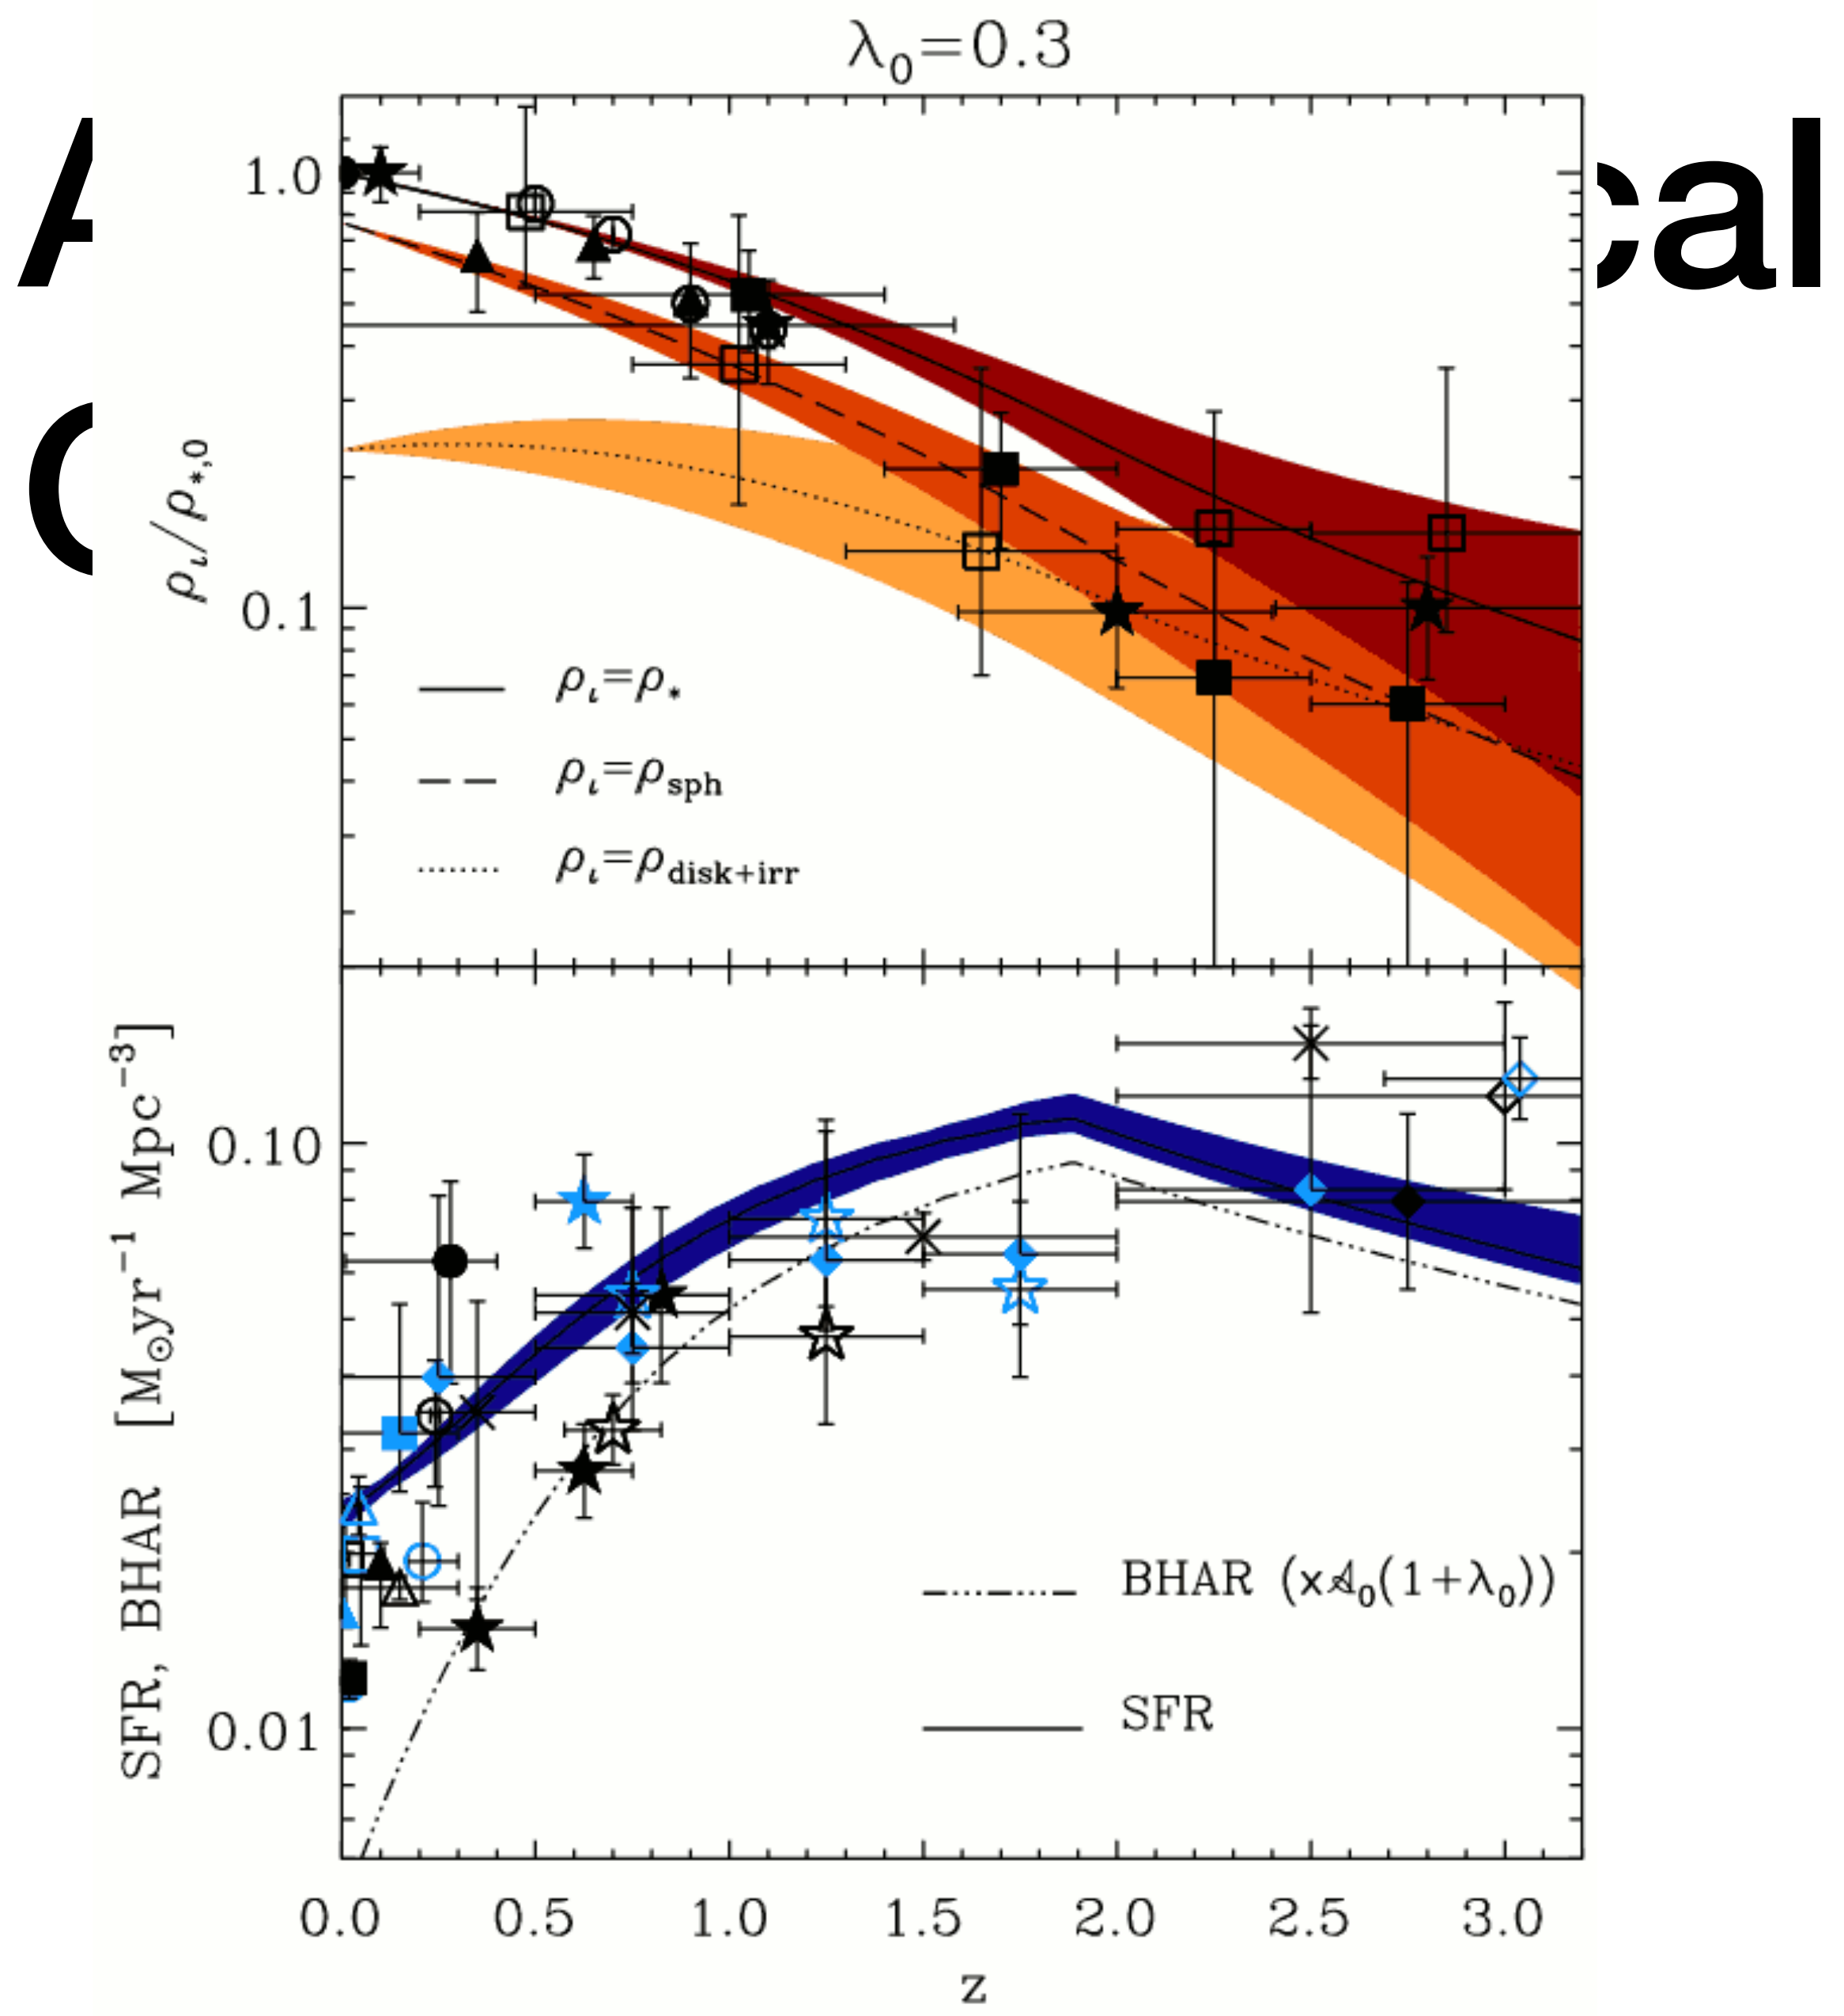 λ₀=0.3
A cal
1.0
ρι/ρ*,0
0.1
ρι=ρ*
ρι=ρsph
ρι=ρdisk+irr
SFR, BHAR [M⊙yr⁻¹ Mpc⁻³]
0.10
0.01
BHAR (x𝒜₀(1+λ₀))
SFR
0.0 0.5 1.0 1.5 2.0 2.5 3.0
z